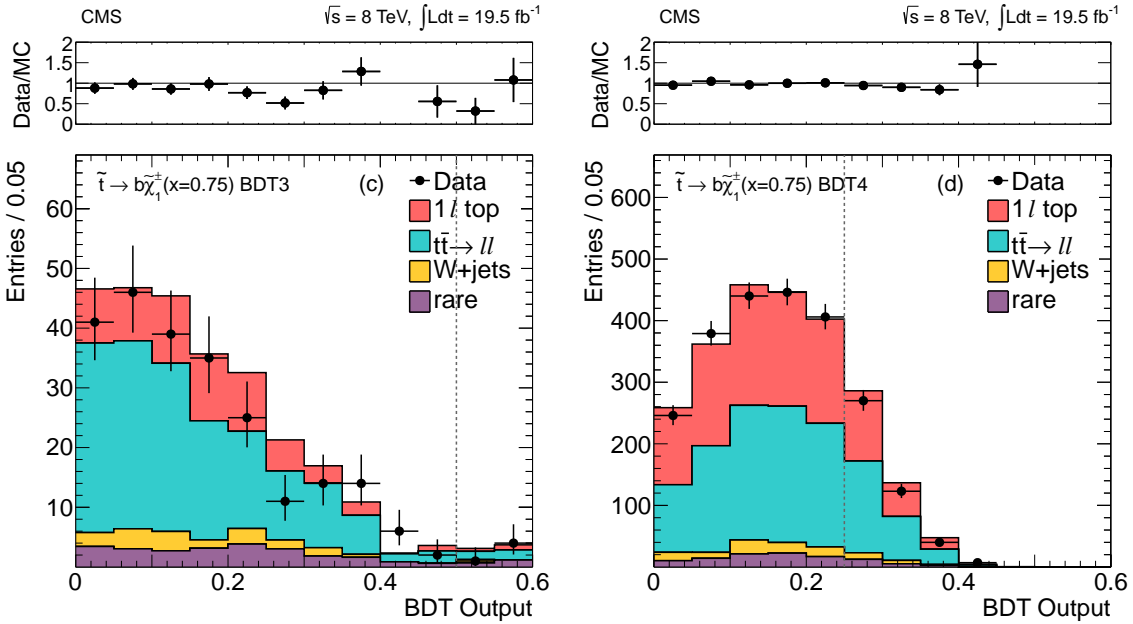 CMS √s = 8 TeV, ∫Ldt = 19.5 fb⁻¹
Data/MC
2
1.5
1
0.5
0
Entries / 0.05
60
50
40
30
20
10
t̃ → bχ̃₁±(x=0.75) BDT3 (c)
Data
1l top
tt̄ → ll
W+jets
rare
0 0.2 0.4 0.6
BDT Output
CMS √s = 8 TeV, ∫Ldt = 19.5 fb⁻¹
Data/MC
2
1.5
1
0.5
0
Entries / 0.05
600
500
400
300
200
100
t̃ → bχ̃₁±(x=0.75) BDT4 (d)
Data
1l top
tt̄ → ll
W+jets
rare
0 0.2 0.4 0.6
BDT Output